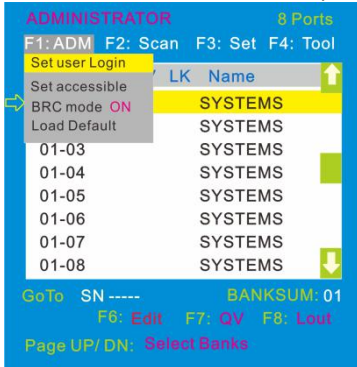 ADMINISTRATOR 8 Ports
F1: ADM F2: Scan F3: Set F4: Tool
Set user Login
LK Name
Set accessible
BRC mode ON SYSTEMS
Load Default SYSTEMS
01-03 SYSTEMS
01-04 SYSTEMS
01-05 SYSTEMS
01-06 SYSTEMS
01-07 SYSTEMS
01-08 SYSTEMS
GoTo SN ----- BANKSUM: 01
F6: Edit F7: QV F8: Lout
Page UP/ DN: Select Banks